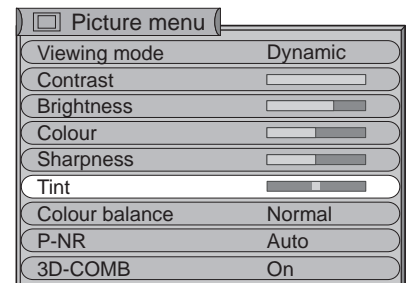 Picture menu
Viewing mode Dynamic
Contrast
Brightness
Colour
Sharpness
Tint
Colour balance Normal
P-NR Auto
3D-COMB On